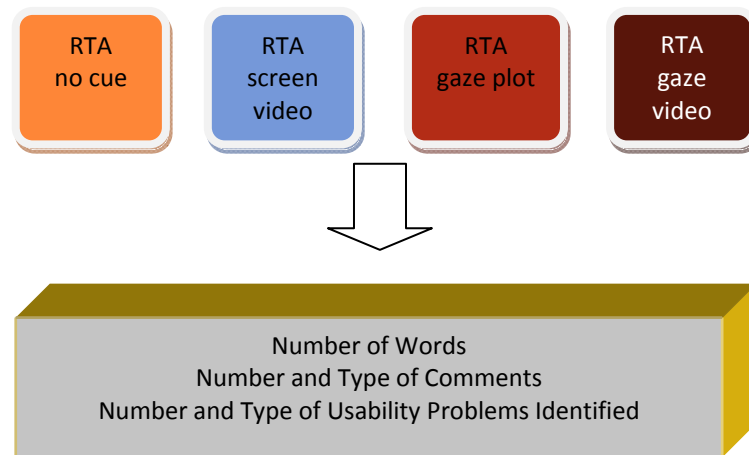 RTA
no cue
RTA
screen
video
RTA
gaze plot
RTA
gaze
video
Number of Words
Number and Type of Comments
Number and Type of Usability Problems Identified